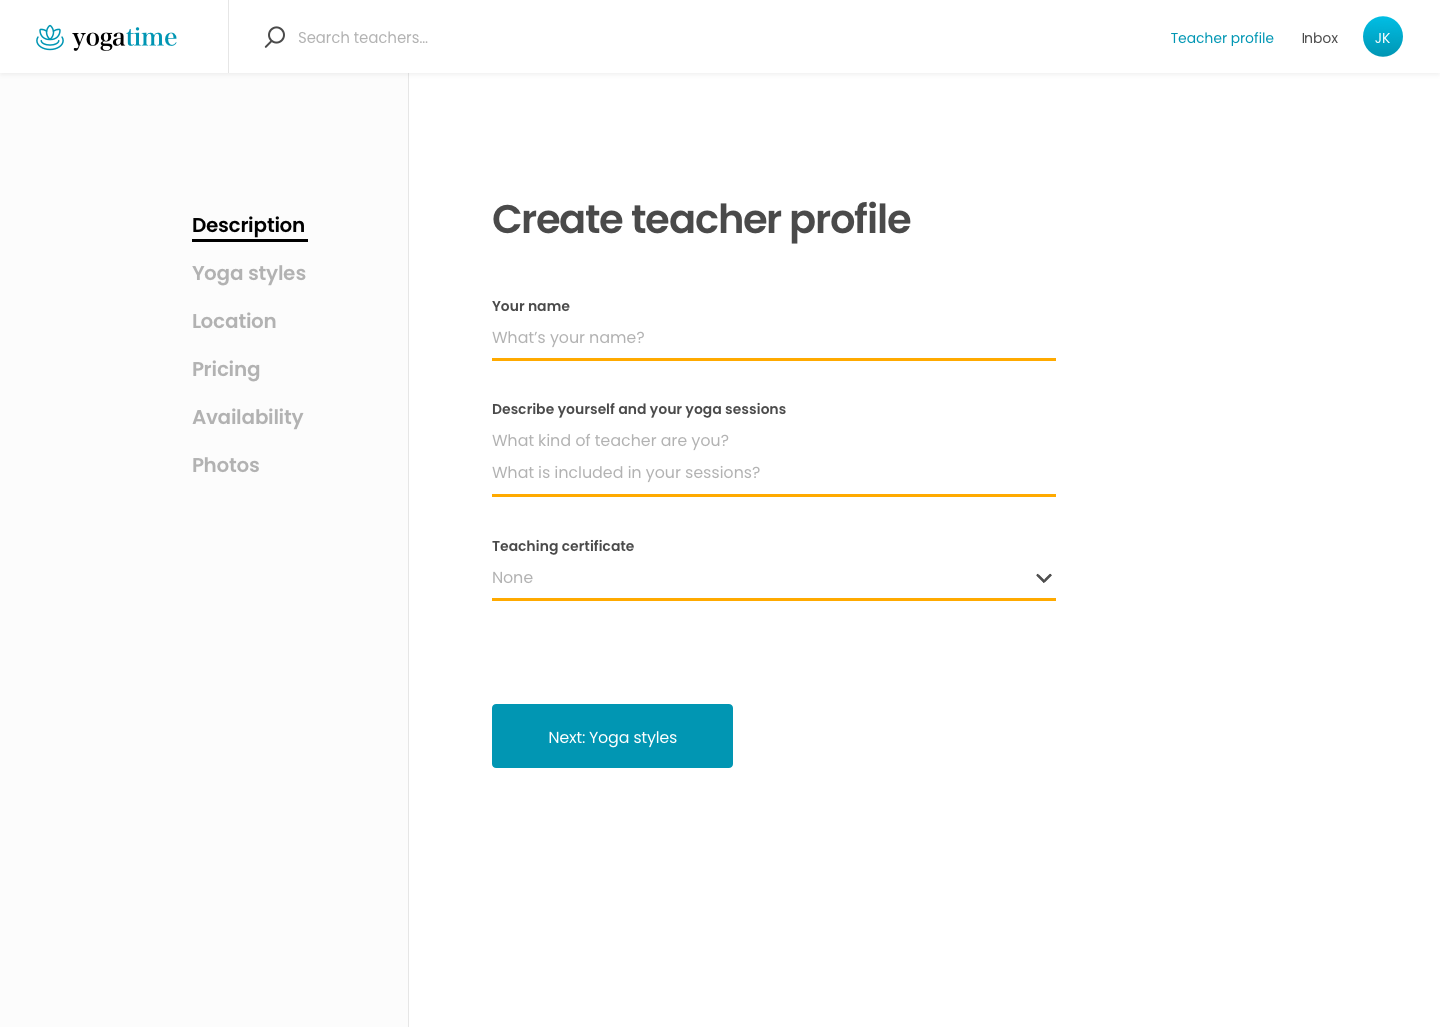 yogatime
Search teachers...
Teacher profile
Inbox
JK
Description
Yoga styles
Location
Pricing
Availability
Photos
Create teacher profile
Your name
What’s your name?
Describe yourself and your yoga sessions
What kind of teacher are you?
What is included in your sessions?
Teaching certificate
None
Next: Yoga styles